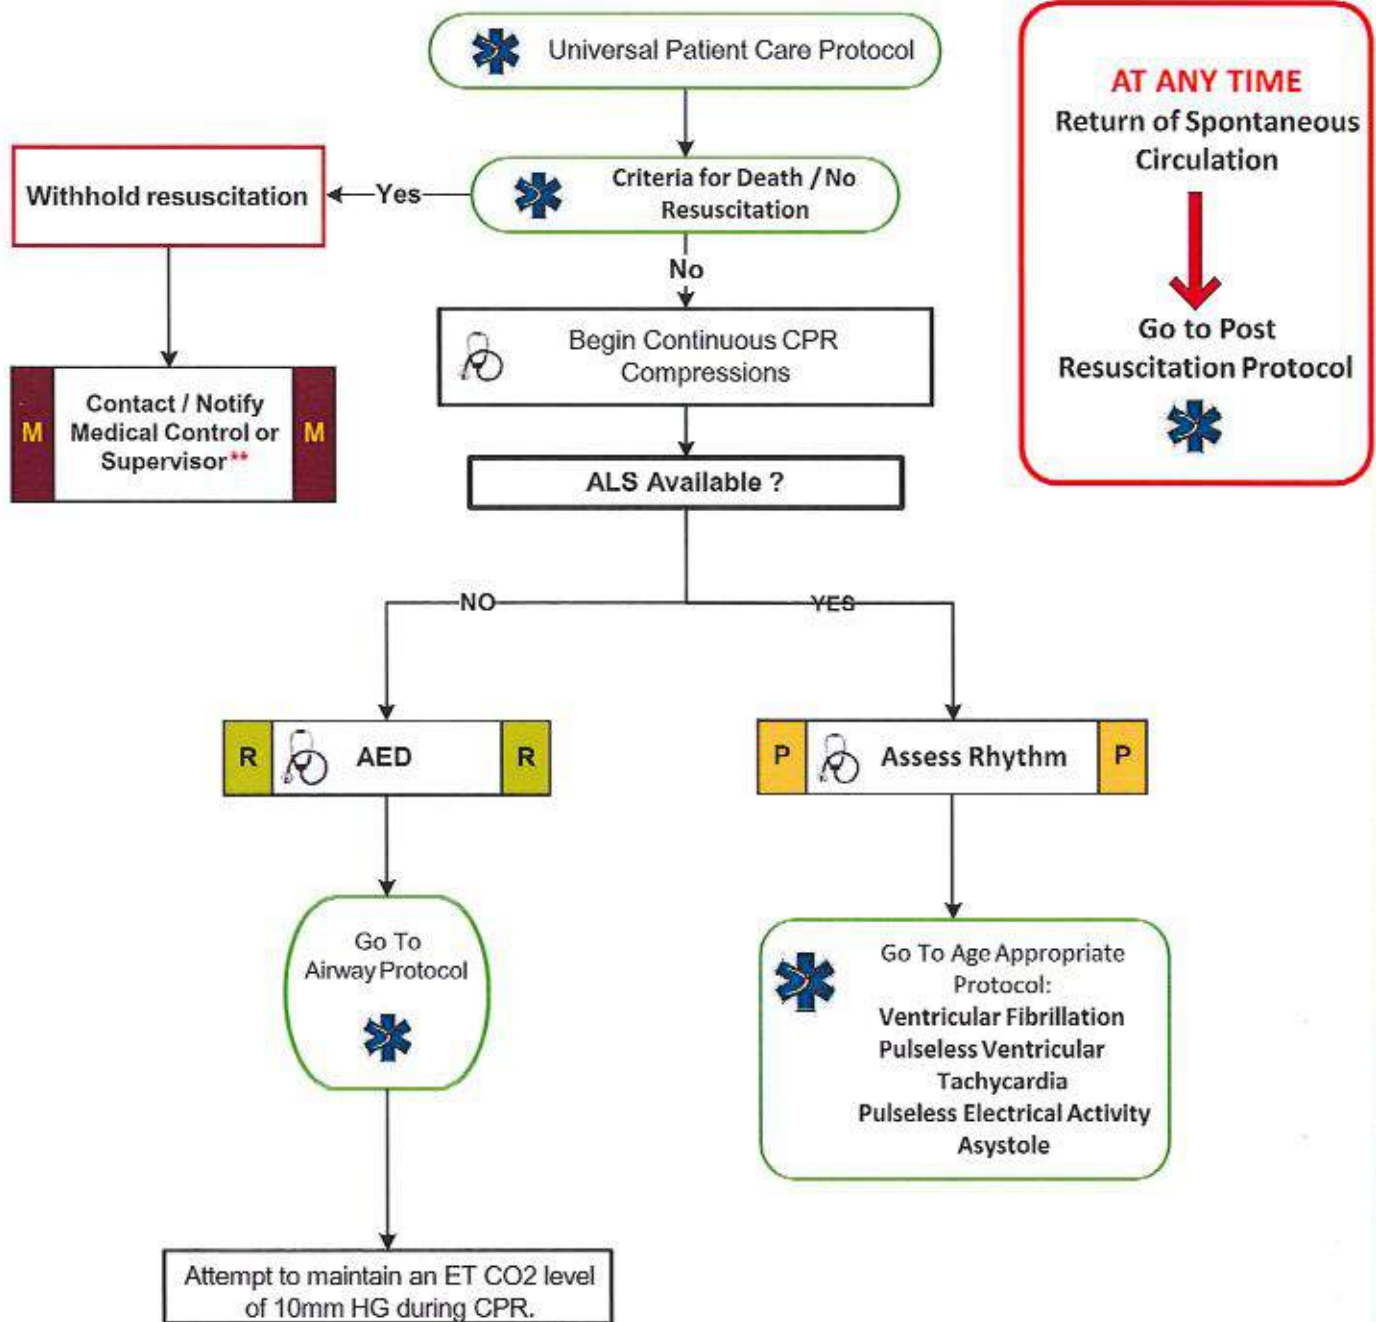 Universal Patient Care Protocol
AT ANY TIME
Return of Spontaneous
Circulation
Go to Post
Resuscitation Protocol
Criteria for Death / No
Resuscitation
Yes
Withhold resuscitation
No
M
Contact / Notify
Medical Control or
Supervisor**
M
Begin Continuous CPR
Compressions
ALS Available ?
NO
YES
R
AED
R
P
Assess Rhythm
P
Go To
Airway Protocol
Go To Age Appropriate
Protocol:
Ventricular Fibrillation
Pulseless Ventricular
Tachycardia
Pulseless Electrical Activity
Asystole
Attempt to maintain an ET CO2 level
of 10mm HG during CPR.